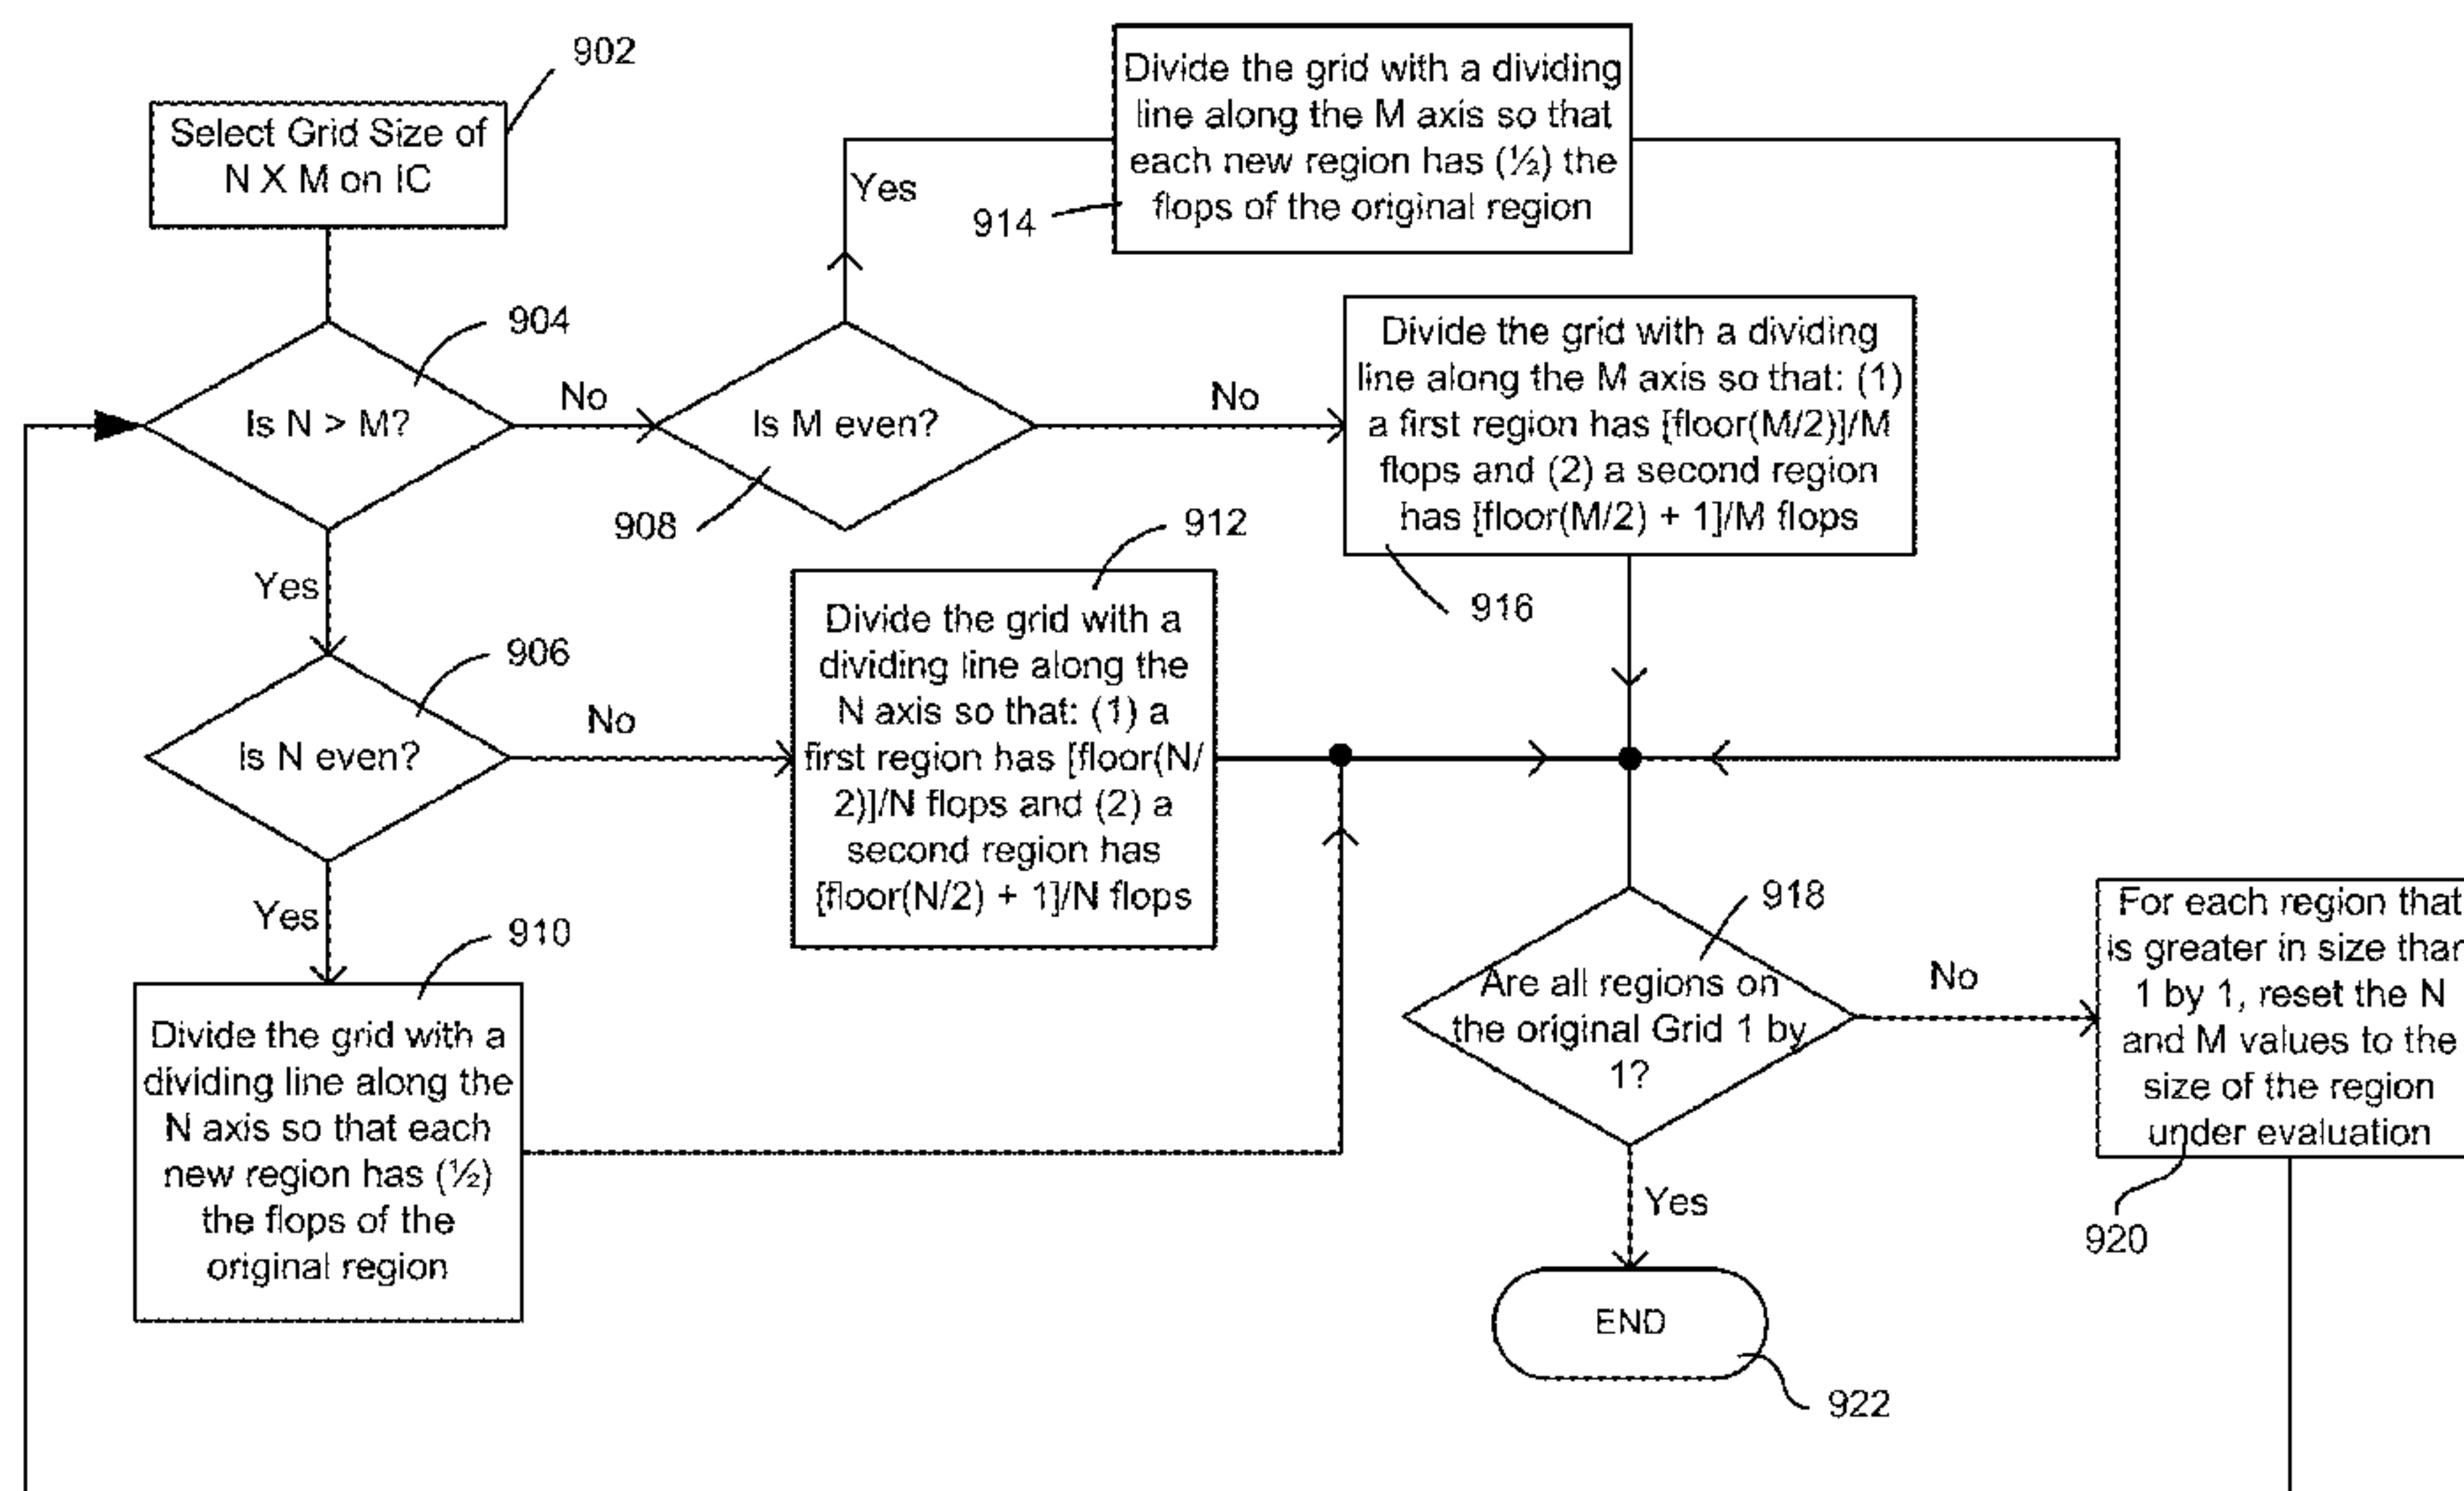 902
Select Grid Size of
N X M on IC
Divide the grid with a dividing
line along the M axis so that
each new region has (½) the
flops of the original region
914
Yes
904
Is N > M?
No
Is M even?
908
No
Divide the grid with a dividing
line along the M axis so that: (1)
a first region has [floor(M/2)]/M
flops and (2) a second region
has [floor(M/2) + 1]/M flops
916
Yes
906
Is N even?
No
912
Divide the grid with a
dividing line along the
N axis so that: (1) a
first region has [floor(N/
2)]/N flops and (2) a
second region has
[floor(N/2) + 1]/N flops
Yes
910
Divide the grid with a
dividing line along the
N axis so that each
new region has (½)
the flops of the
original region
918
Are all regions on
the original Grid 1 by
1?
No
For each region that
is greater in size than
1 by 1, reset the N
and M values to the
size of the region
under evaluation
920
Yes
END
922